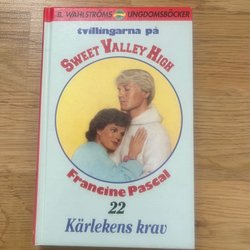 B. WAHLSTRÖMS UNGDOMSBÖCKER
tvillingarna på
SWEET VALLEY HIGH
Francine Pascal
22
Kärlekens krav